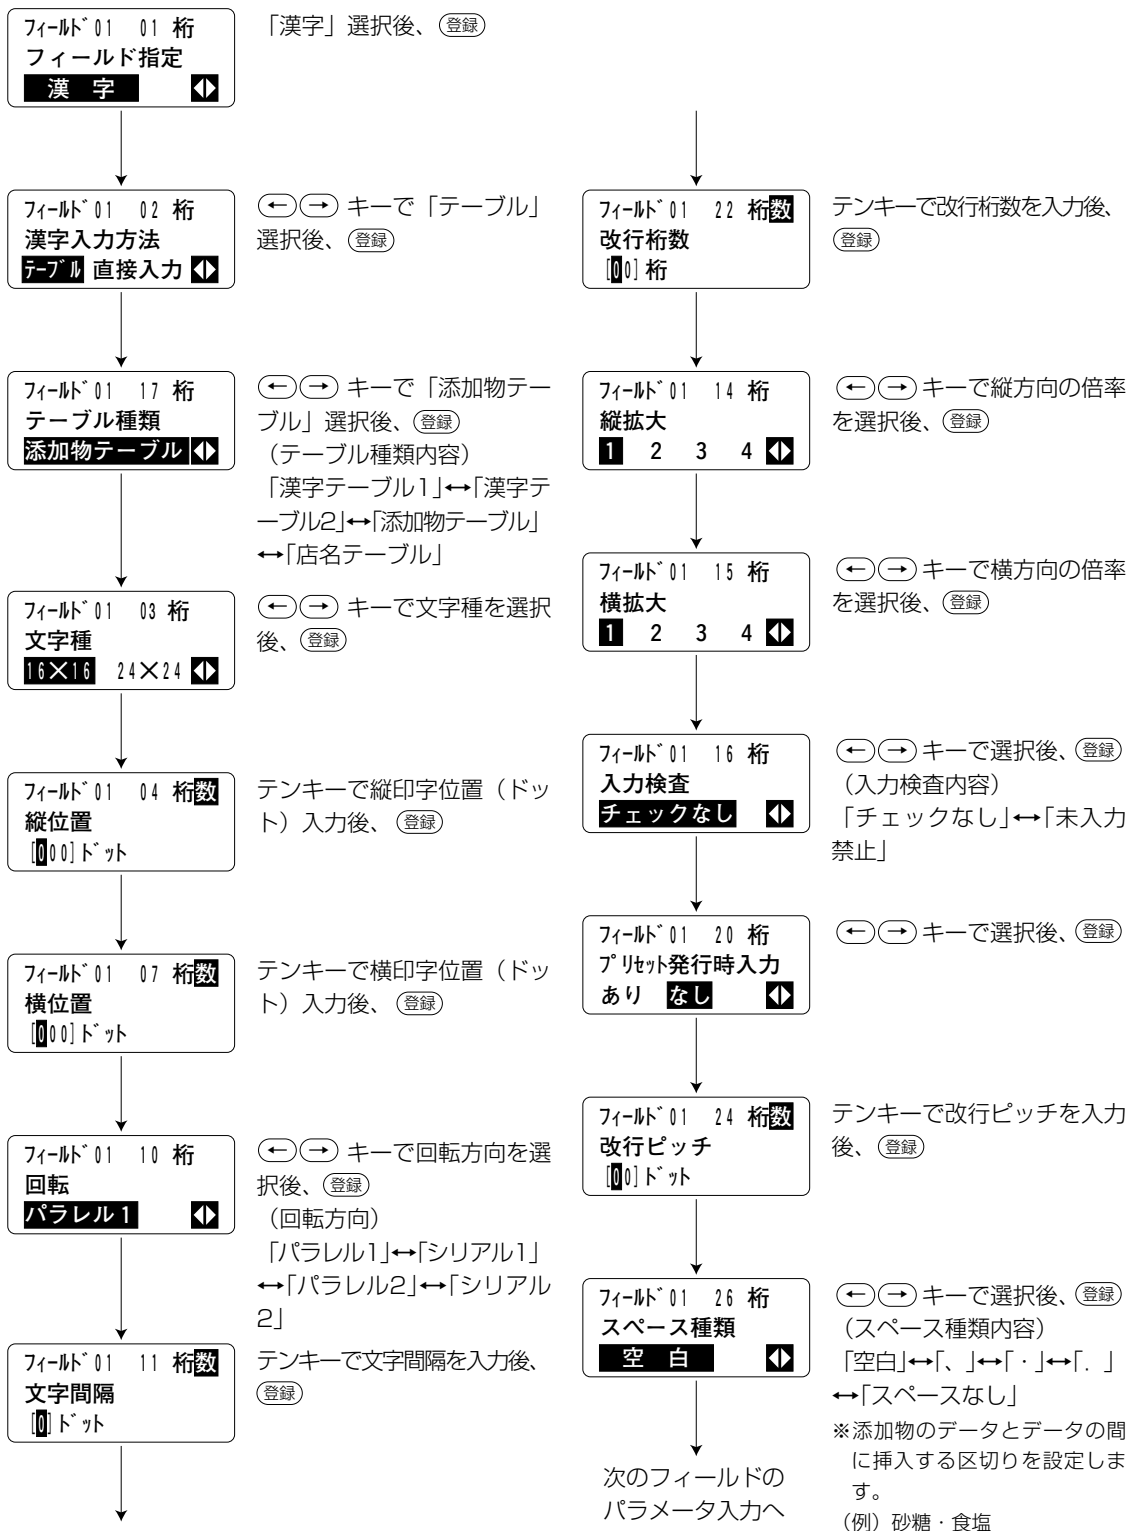 フィールド01 01 桁
フィールド指定
漢 字
「漢字」選択後、登録
フィールド01 02 桁
漢字入力方法
テーブル 直接入力
←→ キーで「テーブル」
選択後、登録
フィールド01 17 桁
テーブル種類
添加物テーブル
←→ キーで「添加物テー
ブル」選択後、登録
（テーブル種類内容）
「漢字テーブル1」↔「漢字テ
ーブル2」↔「添加物テーブル」
↔「店名テーブル」
フィールド01 03 桁
文字種
16×16 24×24
←→ キーで文字種を選択
後、登録
フィールド01 04 桁数
縦位置
[000]ドット
テンキーで縦印字位置（ドッ
ト）入力後、登録
フィールド01 07 桁数
横位置
[000]ドット
テンキーで横印字位置（ドッ
ト）入力後、登録
フィールド01 10 桁
回転
パラレル1
←→ キーで回転方向を選
択後、登録
（回転方向）
「パラレル1」↔「シリアル1」
↔「パラレル2」↔「シリアル
2」
フィールド01 11 桁数
文字間隔
[0]ドット
テンキーで文字間隔を入力後、
登録
フィールド01 22 桁数
改行桁数
[00]桁
テンキーで改行桁数を入力後、
登録
フィールド01 14 桁
縦拡大
1 2 3 4
←→ キーで縦方向の倍率
を選択後、登録
フィールド01 15 桁
横拡大
1 2 3 4
←→ キーで横方向の倍率
を選択後、登録
フィールド01 16 桁
入力検査
チェックなし
←→ キーで選択後、登録
（入力検査内容）
「チェックなし」↔「未入力
禁止」
フィールド01 20 桁
プリセット発行時入力
あり なし
←→ キーで選択後、登録
フィールド01 24 桁数
改行ピッチ
[00]ドット
テンキーで改行ピッチを入力
後、登録
フィールド01 26 桁
スペース種類
空 白
←→ キーで選択後、登録
（スペース種類内容）
「空白」↔「、」↔「・」↔「．」
↔「スペースなし」
※添加物のデータとデータの間
に挿入する区切りを設定しま
す。
（例）砂糖・食塩
次のフィールドの
パラメータ入力へ